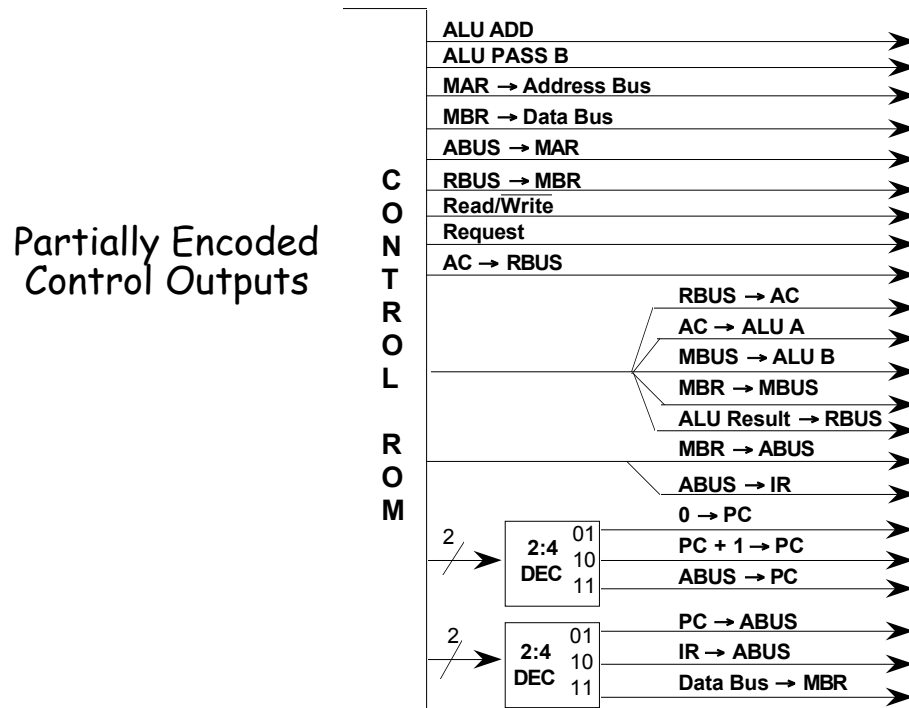 Partially Encoded
Control Outputs
CONTROL ROM
ALU ADD
ALU PASS B
MAR → Address Bus
MBR → Data Bus
ABUS → MAR
RBUS → MBR
Read/Write
Request
AC → RBUS
RBUS → AC
AC → ALU A
MBUS → ALU B
MBR → MBUS
ALU Result → RBUS
MBR → ABUS
ABUS → IR
2
2:4
DEC
01
10
11
0 → PC
PC + 1 → PC
ABUS → PC
2
2:4
DEC
01
10
11
PC → ABUS
IR → ABUS
Data Bus → MBR